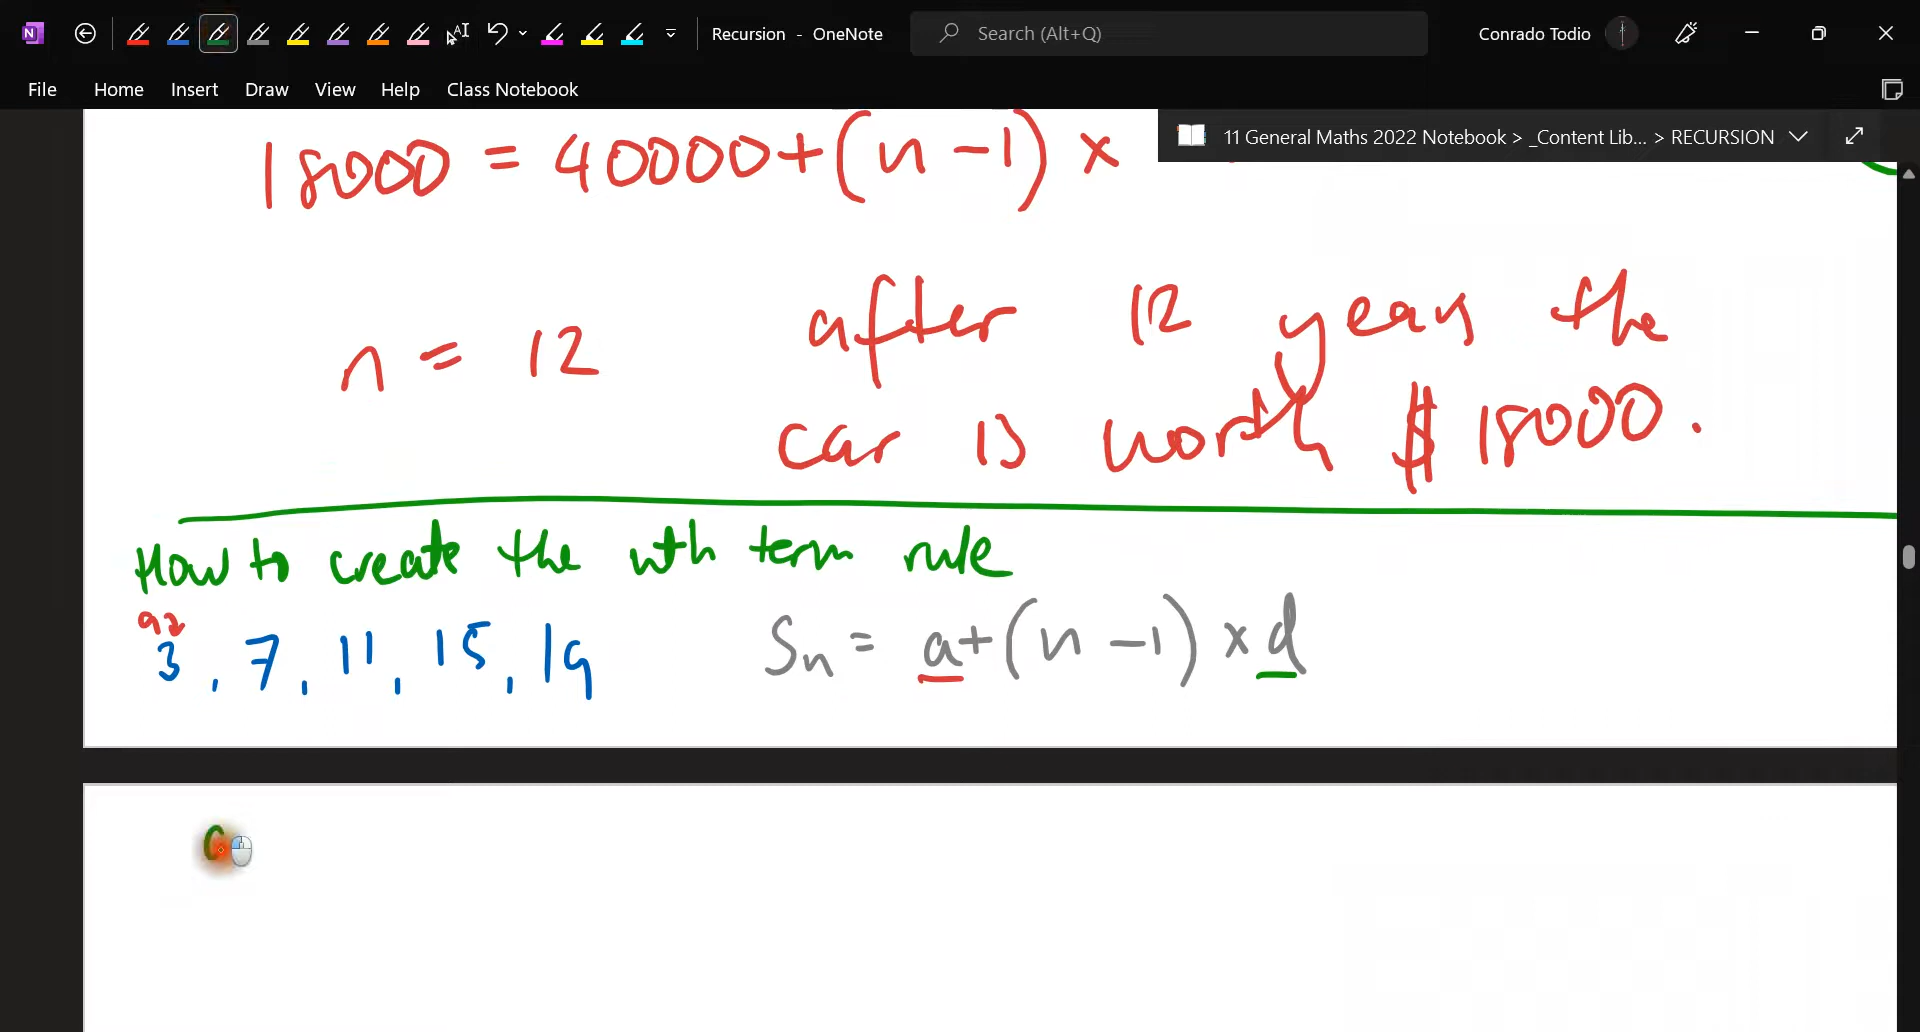 Recursion - OneNote
Search (Alt+Q)
Conrado Todio
File Home Insert Draw View Help Class Notebook
11 General Maths 2022 Notebook > _Content Lib... > RECURSION
18000 = 40000+(n-1)×
n = 12
after 12 years the
car is worth $18000.
How to create the nth term rule
a=
3, 7, 11, 15, 19
Sn = a+(n-1)×d